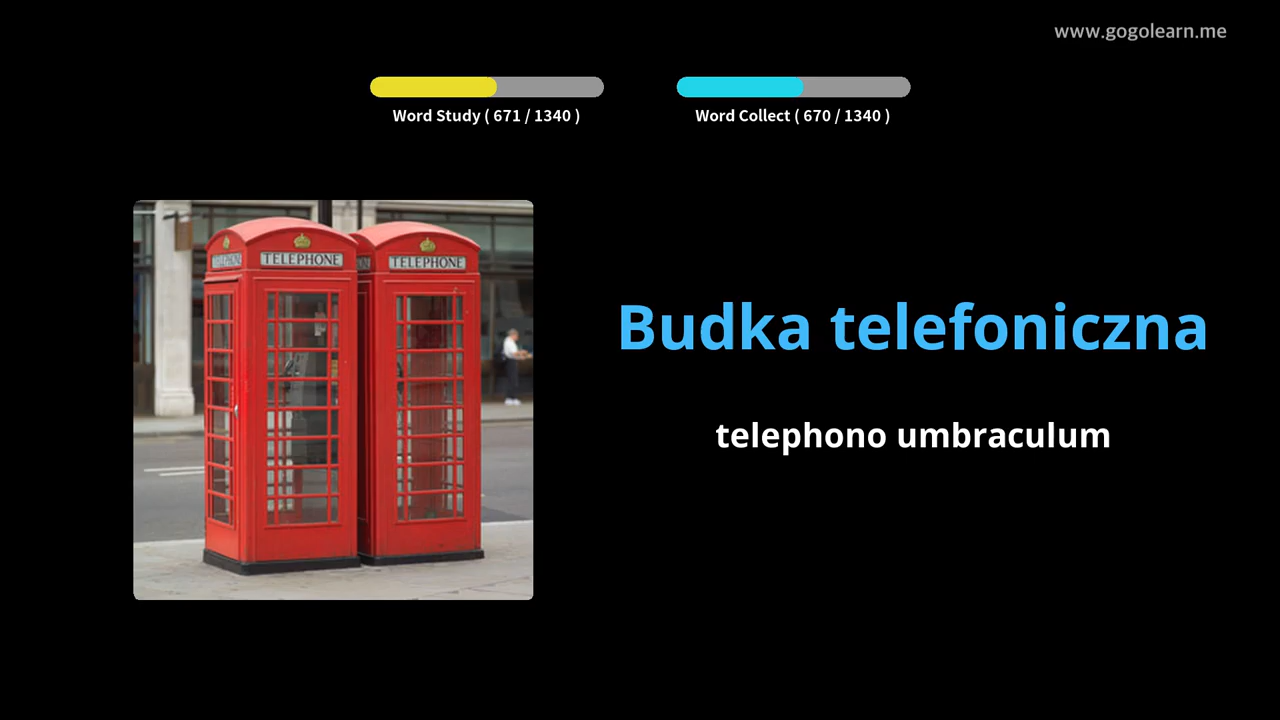 www.gogolearn.me
Word Study ( 671 / 1340 )
Word Collect ( 670 / 1340 )
TELEPHONE
TELEPHONE
Budka telefoniczna
telephono umbraculum